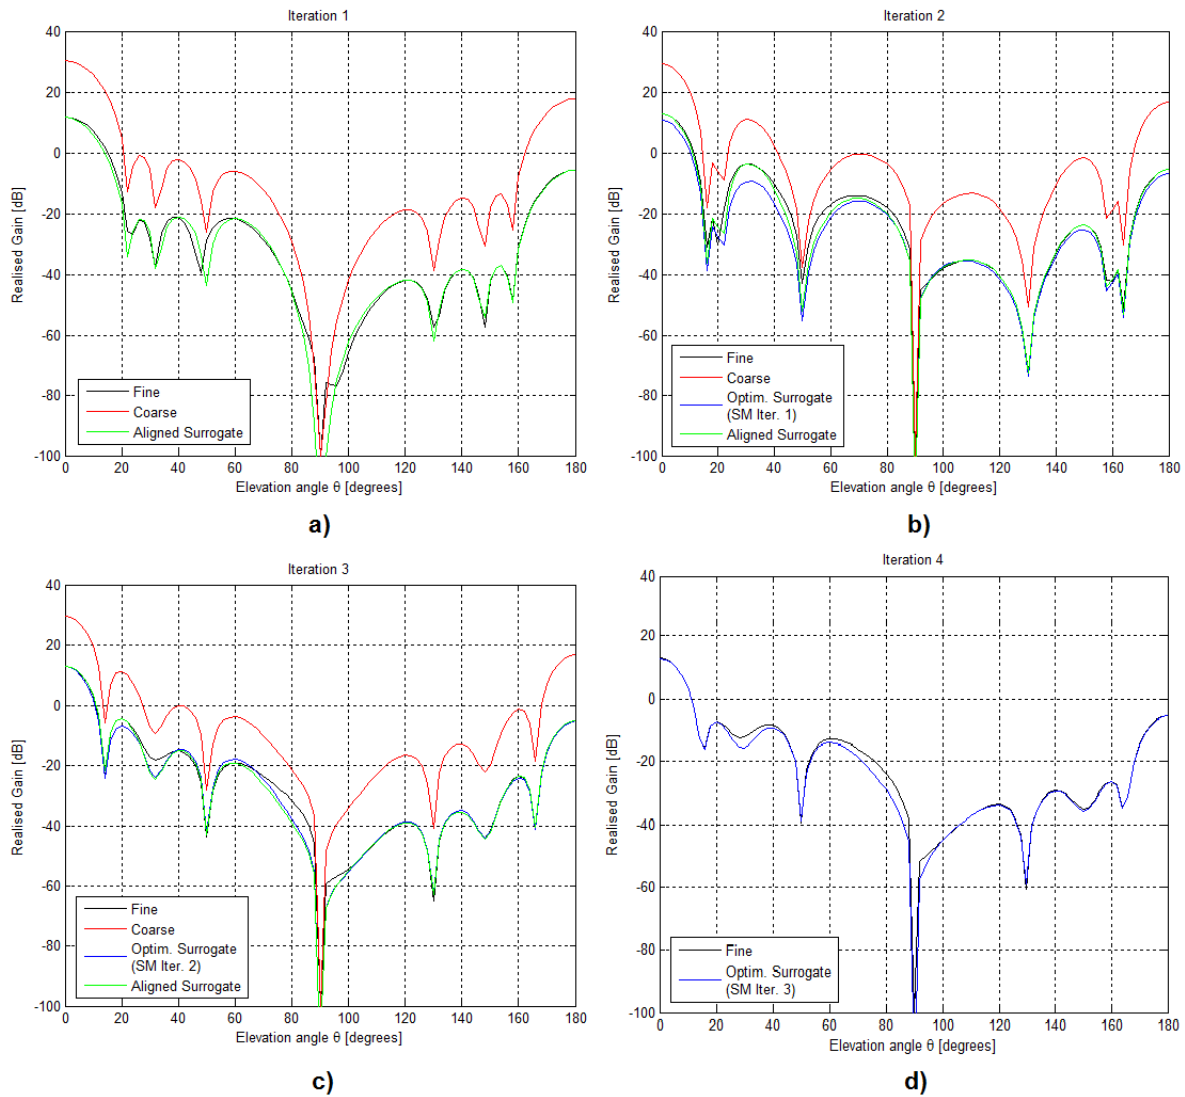 Iteration 1
40
20
0
-20
-40
-60
-80
-100
Realised Gain [dB]
Fine
Coarse
Aligned Surrogate
0 20 40 60 80 100 120 140 160 180
Elevation angle θ [degrees]
a)
Iteration 2
40
20
0
-20
-40
-60
-80
-100
Realised Gain [dB]
Fine
Coarse
Optim. Surrogate
(SM Iter. 1)
Aligned Surrogate
0 20 40 60 80 100 120 140 160 180
Elevation angle θ [degrees]
b)
Iteration 3
40
20
0
-20
-40
-60
-80
-100
Realised Gain [dB]
Fine
Coarse
Optim. Surrogate
(SM Iter. 2)
Aligned Surrogate
0 20 40 60 80 100 120 140 160 180
Elevation angle θ [degrees]
c)
Iteration 4
40
20
0
-20
-40
-60
-80
-100
Realised Gain [dB]
Fine
Optim. Surrogate
(SM Iter. 3)
0 20 40 60 80 100 120 140 160 180
Elevation angle θ [degrees]
d)